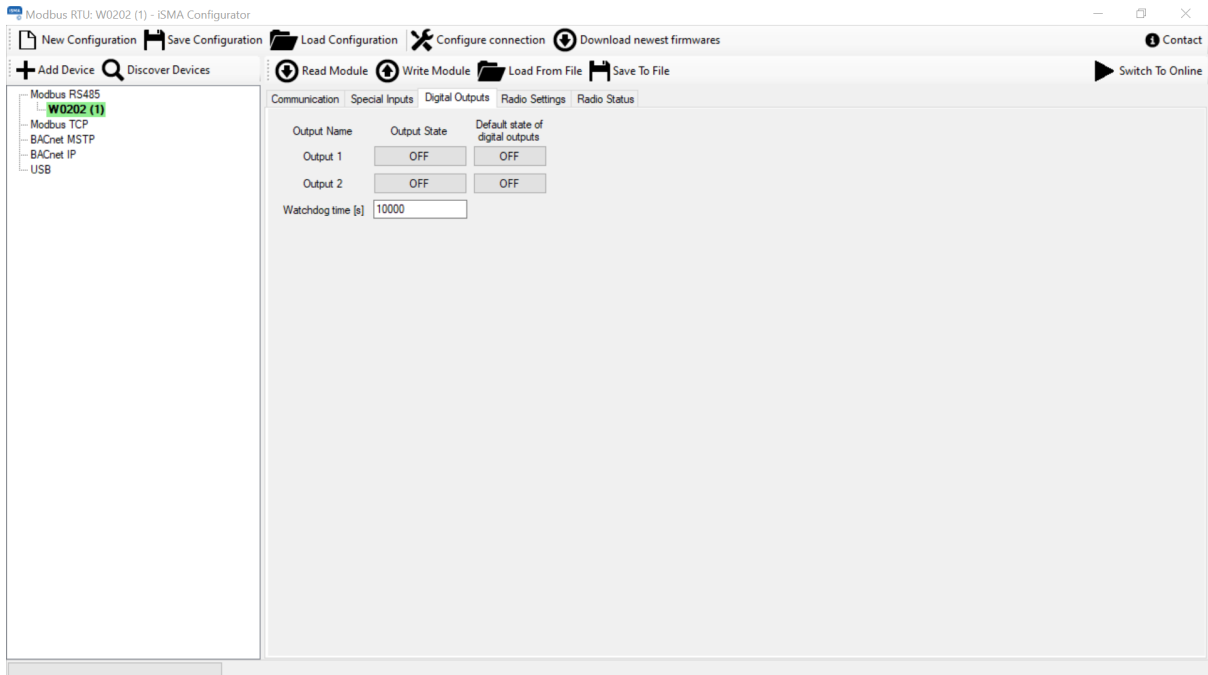 iSMA Modbus RTU: W0202 (1) - iSMA Configurator
New Configuration Save Configuration Load Configuration Configure connection Download newest firmwares Contact
Add Device Discover Devices Read Module Write Module Load From File Save To File Switch To Online
Modbus RS485
W0202 (1)
Modbus TCP
BACnet MSTP
BACnet IP
USB
Communication Special Inputs Digital Outputs Radio Settings Radio Status
Output Name Output State Default state of
digital outputs
Output 1 OFF OFF
Output 2 OFF OFF
Watchdog time [s] 10000